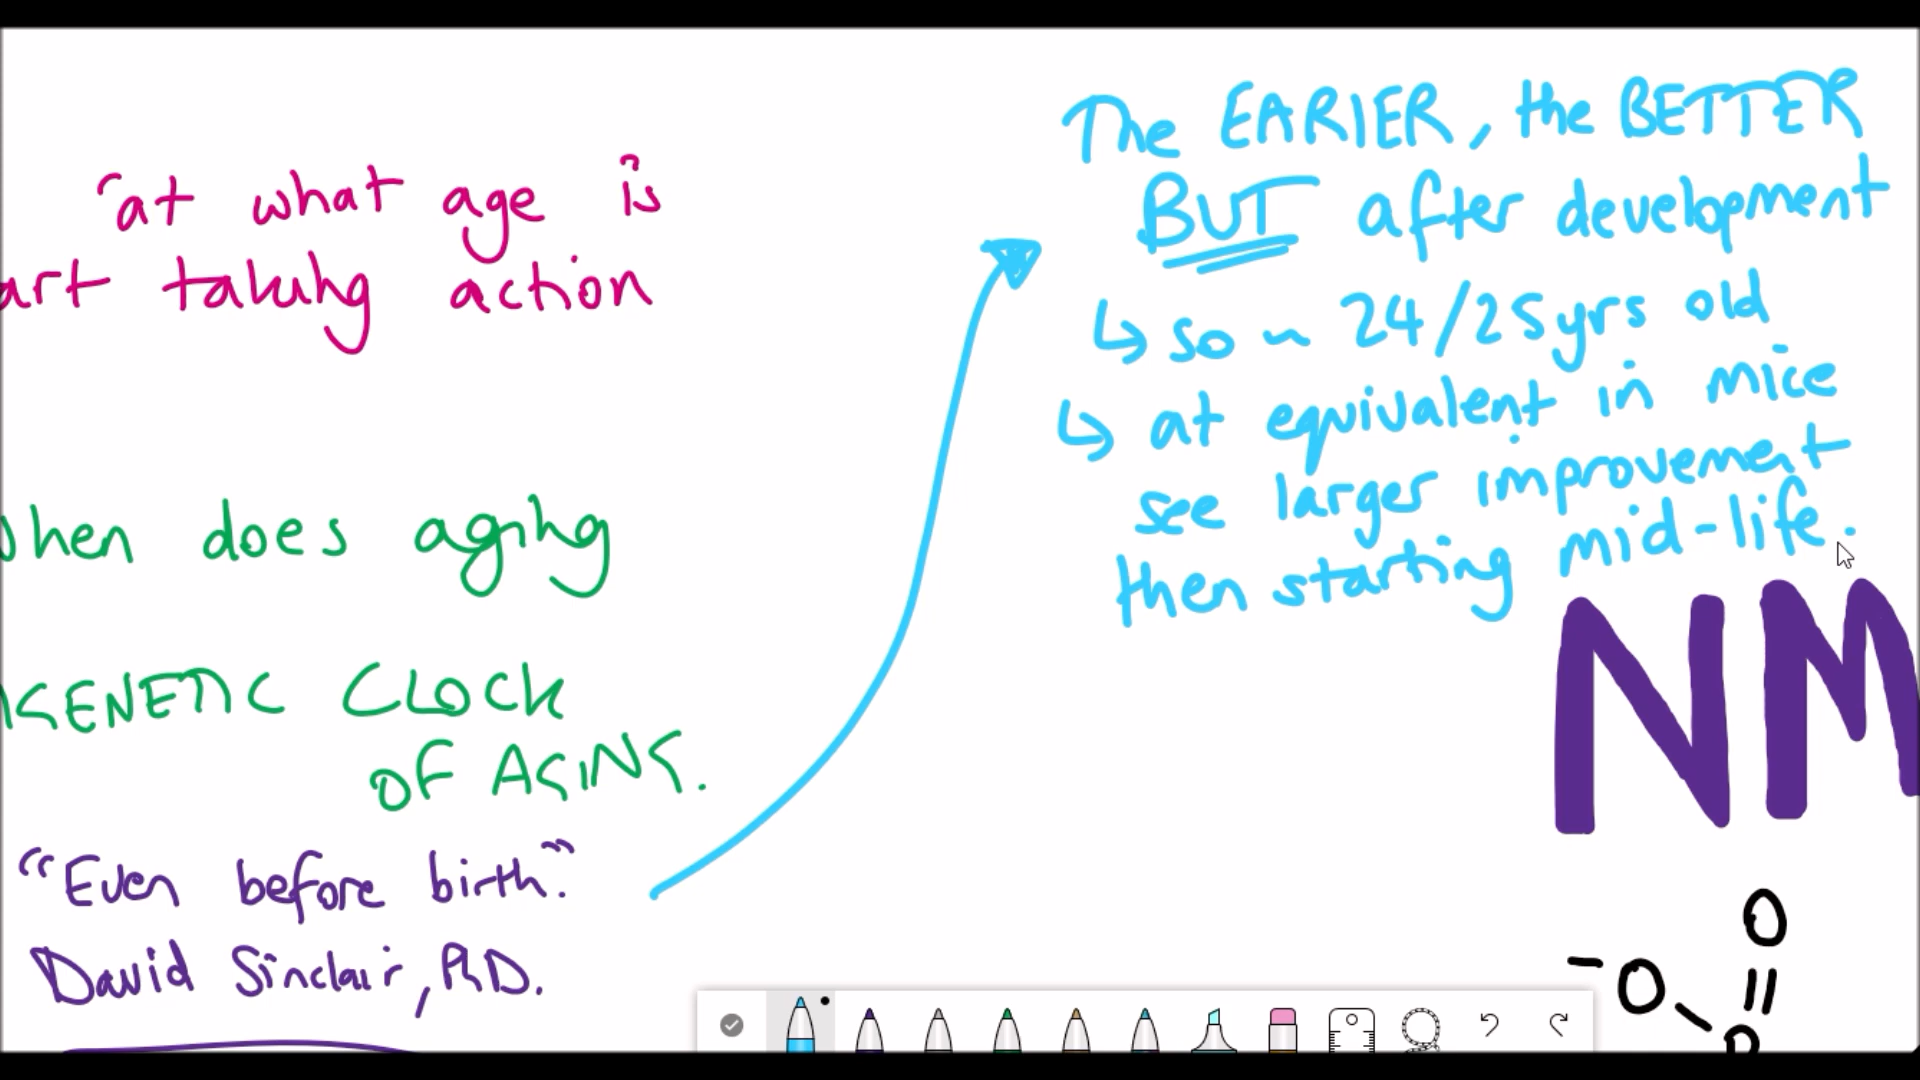 "at what age is
art taking action
when does aging
GENETIC CLOCK
OF AGING.
"Even before birth."
David Sinclair, PhD.
The EARIER, the BETTER
BUT after development
↳ so ~ 24/25yrs old
↳ at equivalent in mice
see larger improvement
then starting mid-life.
NM
O
-O
P